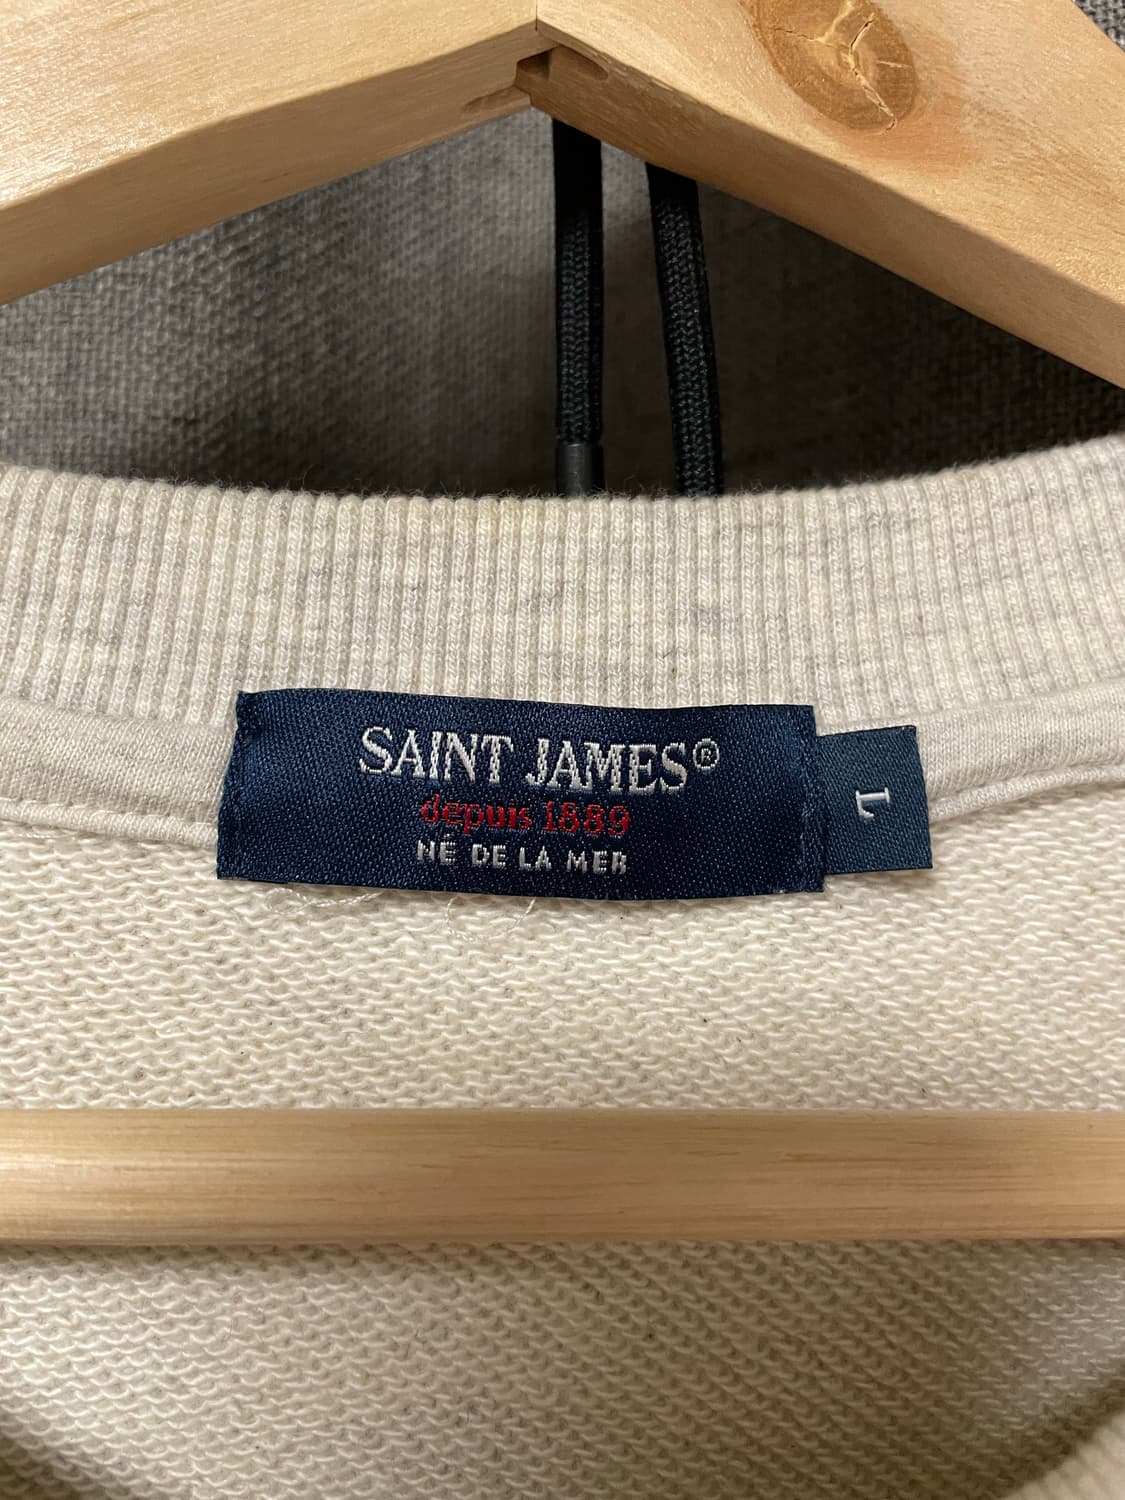 SAINT JAMES®
depuis 1889
NÉ DE LA MER
L